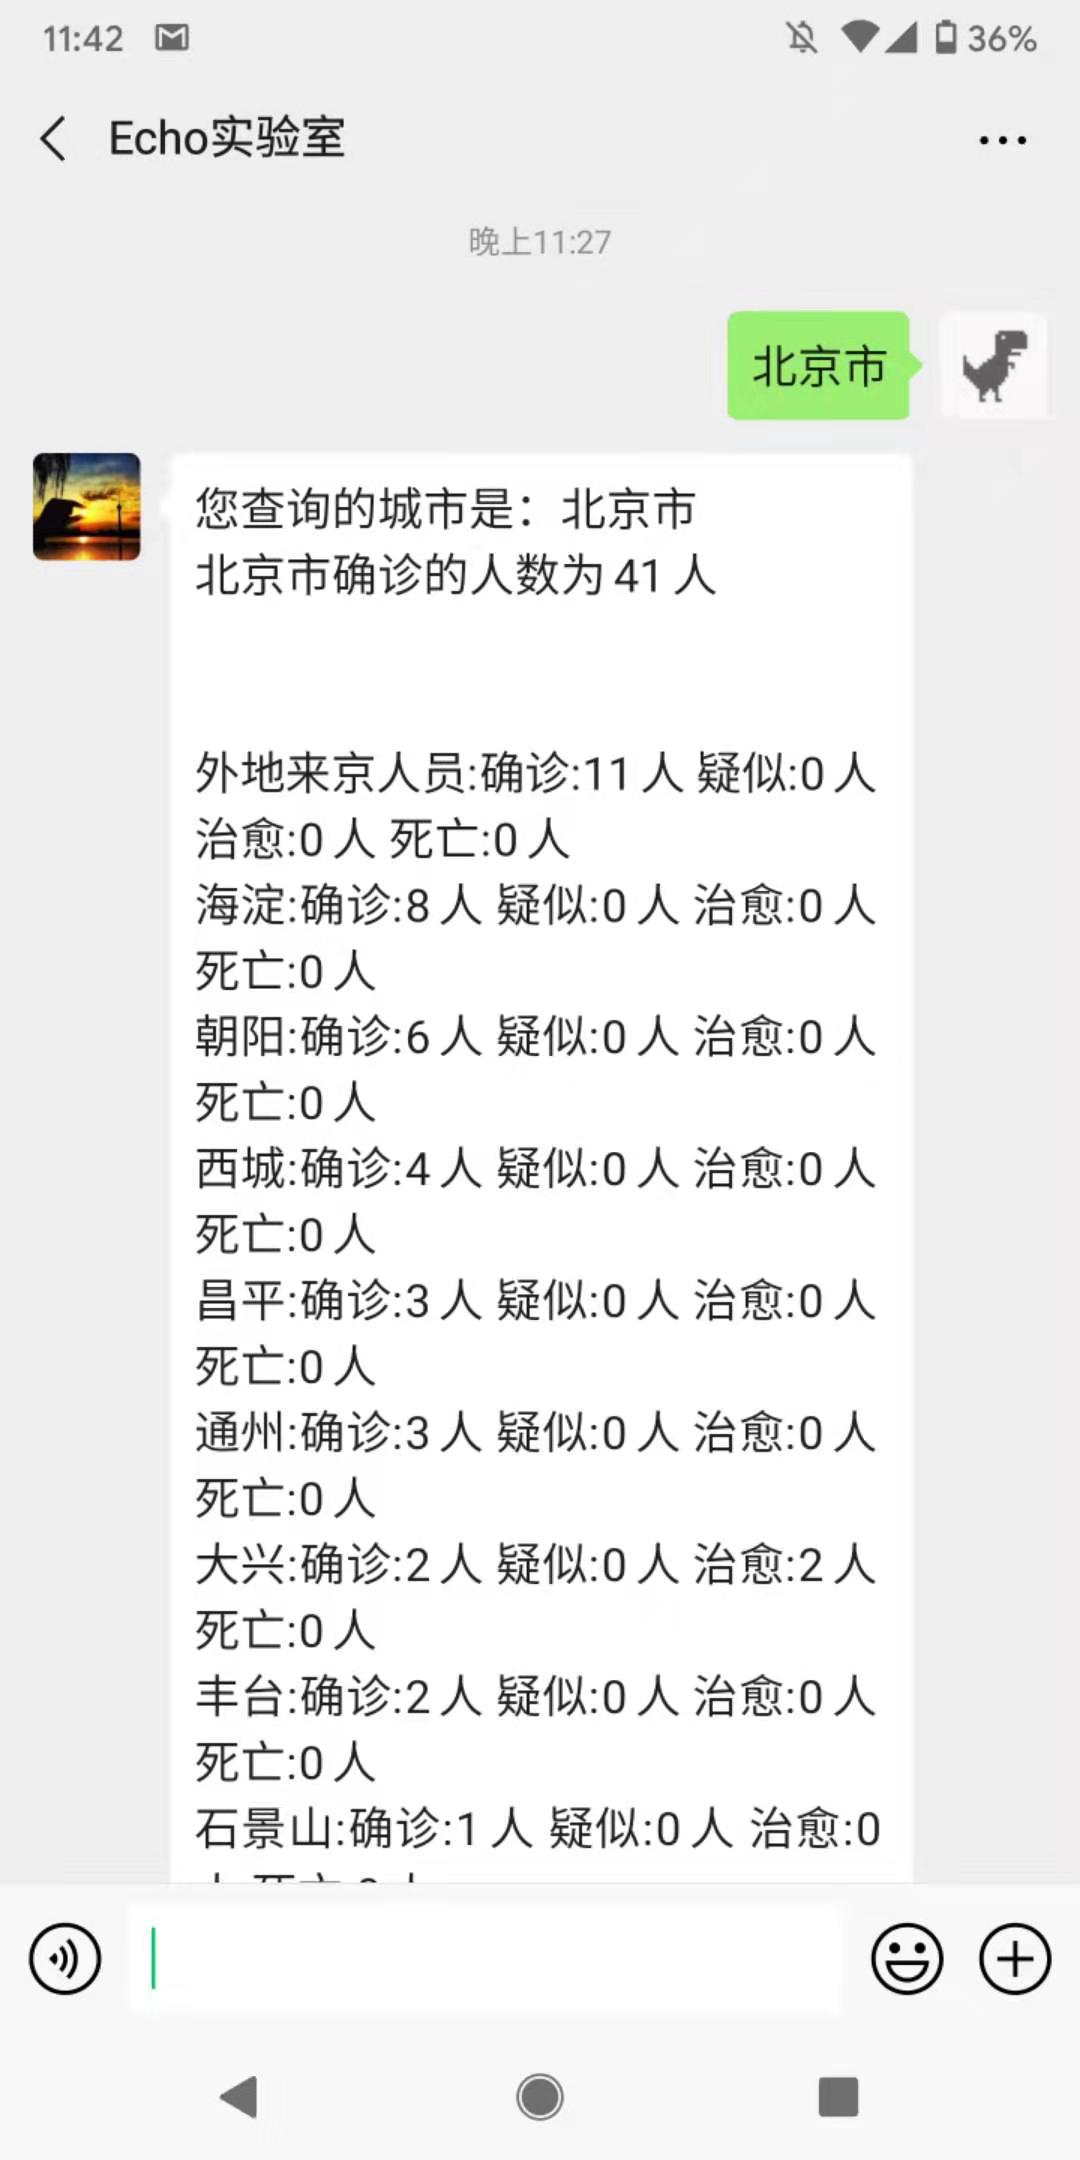 11:42
36%
Echo实验室
晚上11:27
北京市
您查询的城市是：北京市
北京市确诊的人数为 41 人
外地来京人员:确诊:11 人 疑似:0 人
治愈:0 人 死亡:0 人
海淀:确诊:8 人 疑似:0 人 治愈:0 人
死亡:0 人
朝阳:确诊:6 人 疑似:0 人 治愈:0 人
死亡:0 人
西城:确诊:4 人 疑似:0 人 治愈:0 人
死亡:0 人
昌平:确诊:3 人 疑似:0 人 治愈:0 人
死亡:0 人
通州:确诊:3 人 疑似:0 人 治愈:0 人
死亡:0 人
大兴:确诊:2 人 疑似:0 人 治愈:2 人
死亡:0 人
丰台:确诊:2 人 疑似:0 人 治愈:0 人
死亡:0 人
石景山:确诊:1 人 疑似:0 人 治愈:0